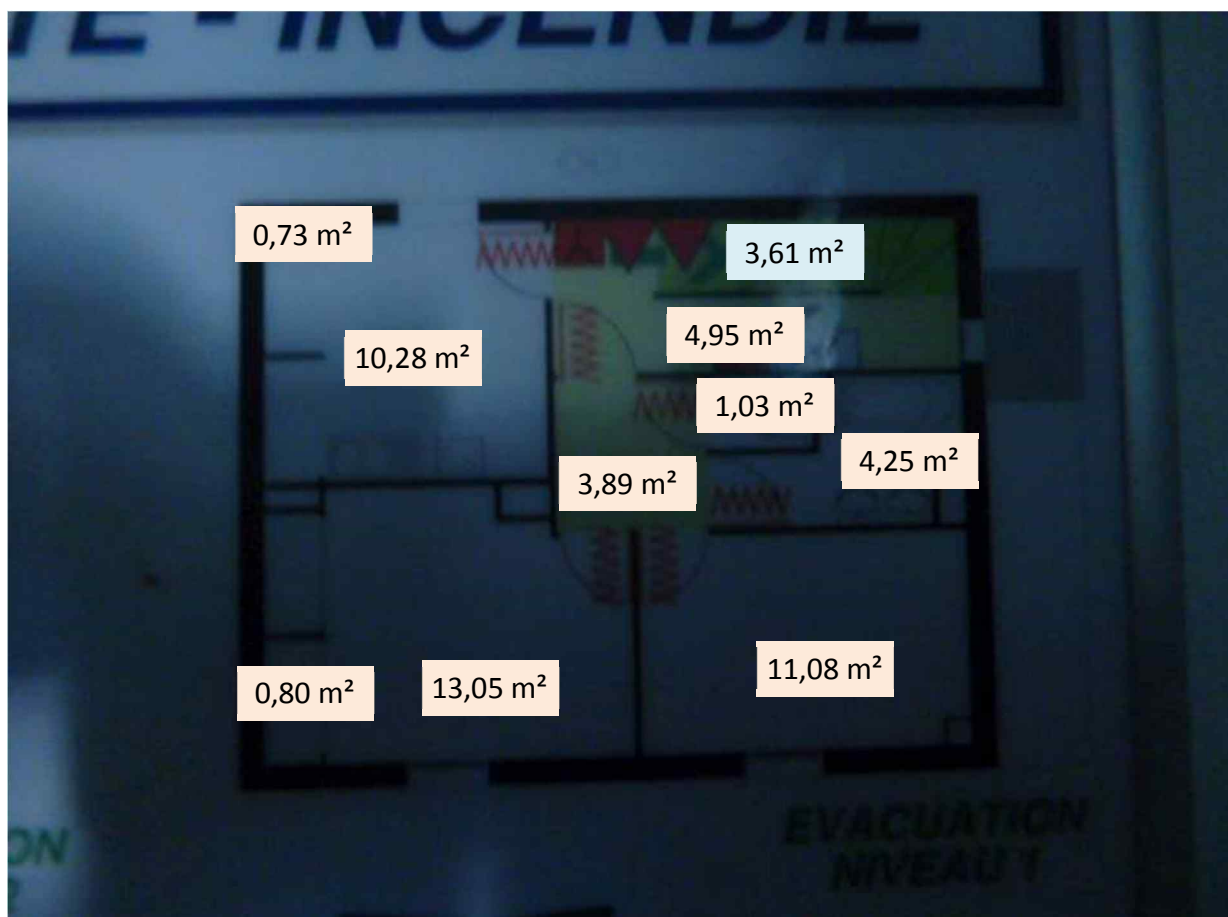 TE - INCENDIE
0,73 m²
3,61 m²
4,95 m²
10,28 m²
1,03 m²
4,25 m²
3,89 m²
11,08 m²
0,80 m²
13,05 m²
EVACUATION
NIVEAU 1
ON